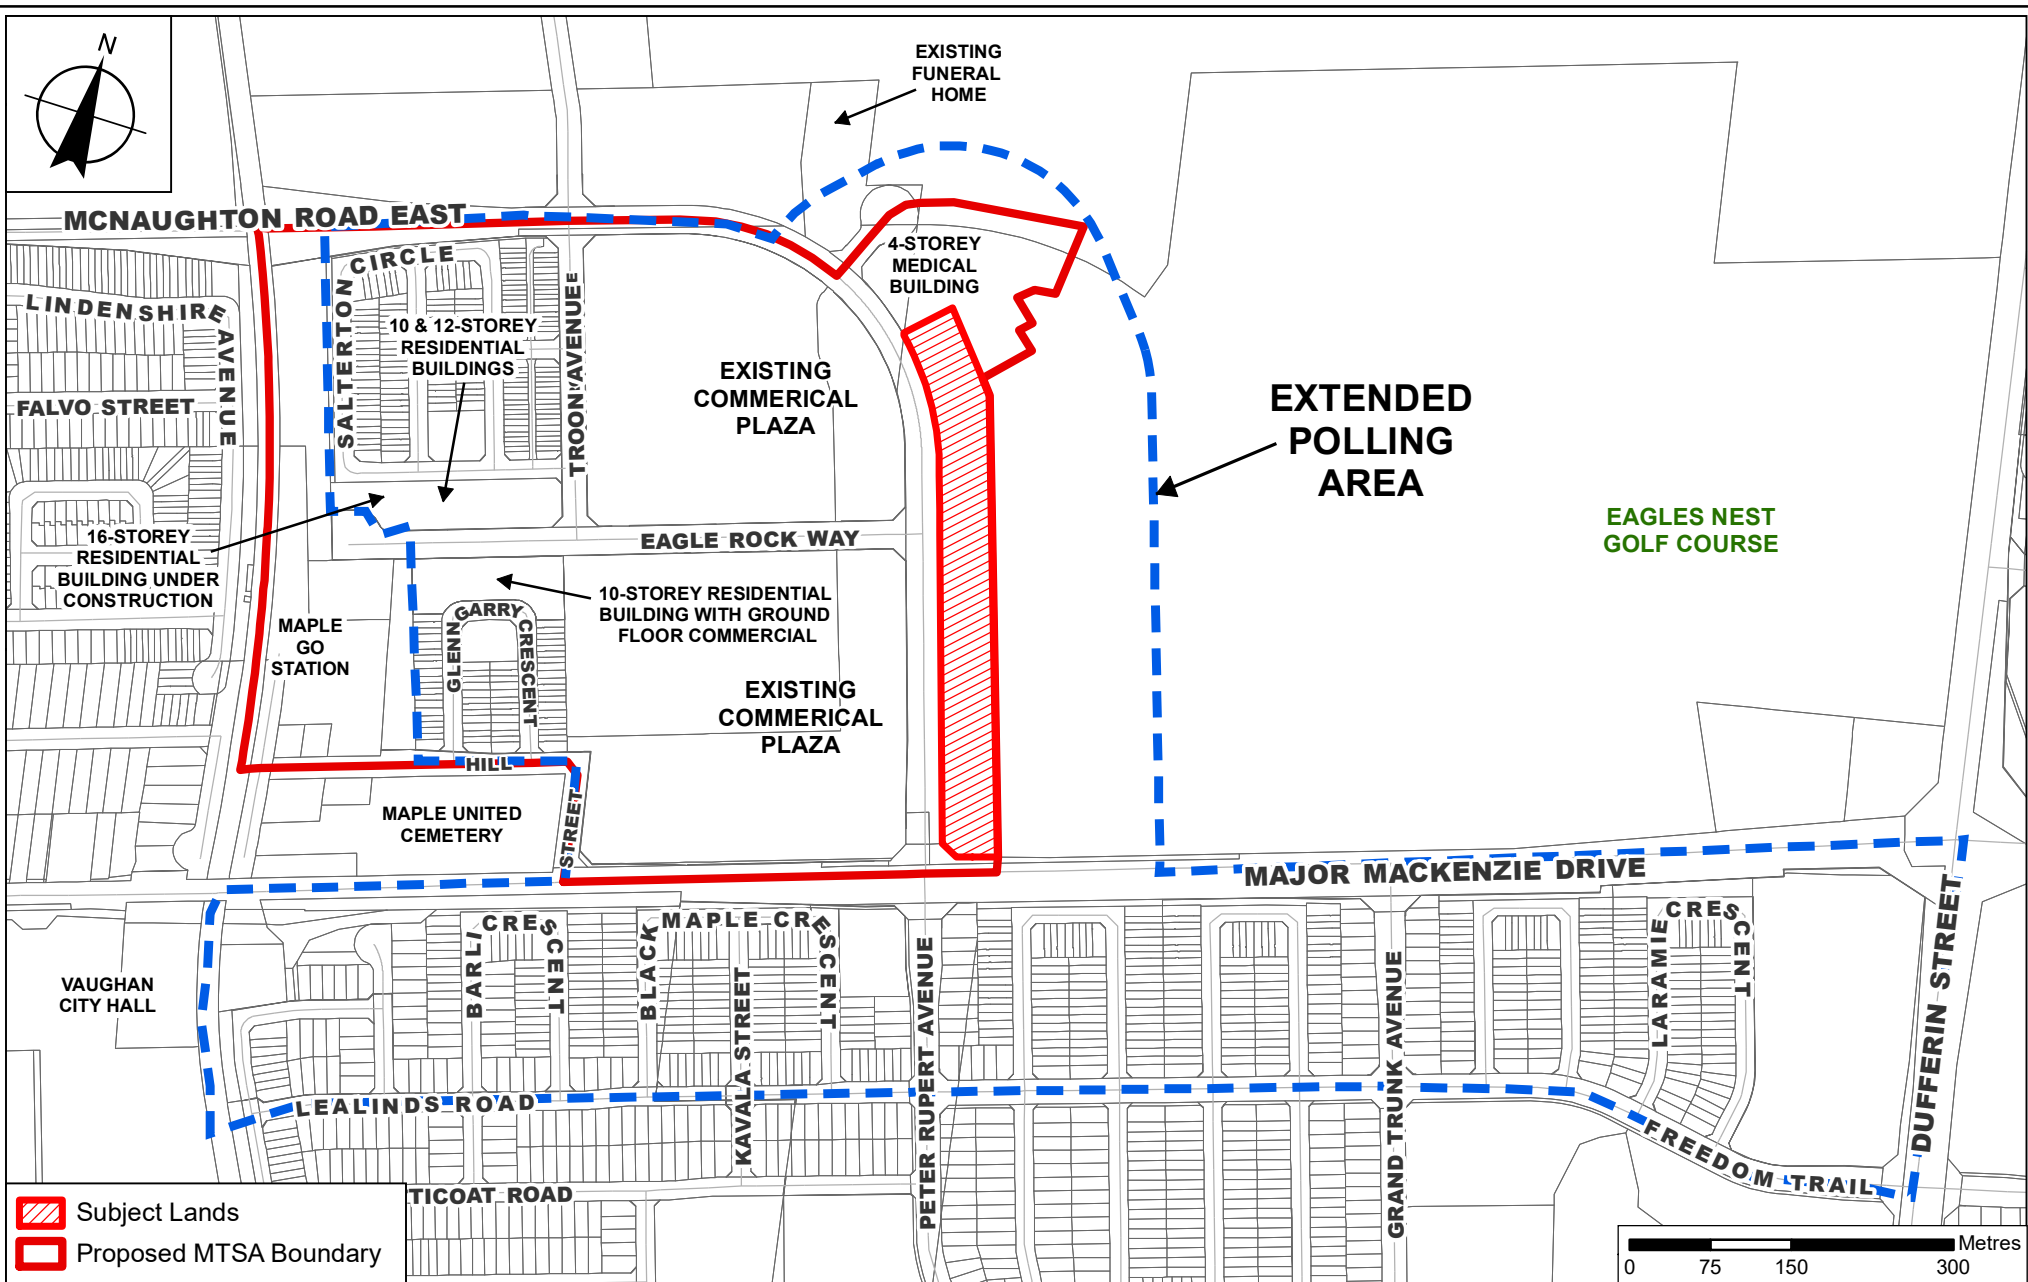 N
EXISTING
FUNERAL
HOME
MCNAUGHTON ROAD EAST
4-STOREY
MEDICAL
BUILDING
SALTERTON CIRCLE
LINDENSHIRE AVENUE
10 & 12-STOREY
RESIDENTIAL
BUILDINGS
TROON AVENUE
FALVO STREET
EXISTING
COMMERICAL
PLAZA
EXTENDED
POLLING
AREA
EAGLES NEST
GOLF COURSE
16-STOREY
RESIDENTIAL
BUILDING UNDER
CONSTRUCTION
EAGLE ROCK WAY
10-STOREY RESIDENTIAL
BUILDING WITH GROUND
FLOOR COMMERCIAL
MAPLE
GO
STATION
GLENN GARRY CRESCENT
EXISTING
COMMERICAL
PLAZA
HILL STREET
MAPLE UNITED
CEMETERY
MAJOR MACKENZIE DRIVE
VAUGHAN
CITY HALL
BARLI CRESCENT
BLACK MAPLE CRESCENT
KAVALA STREET
PETER RUPERT AVENUE
GRAND TRUNK AVENUE
LARAMIE CRESCENT
DUFFERIN STREET
LEALINDS ROAD
FREEDOM TRAIL
TICOAT ROAD
Subject Lands
Proposed MTSA Boundary
Metres
0 75 150 300